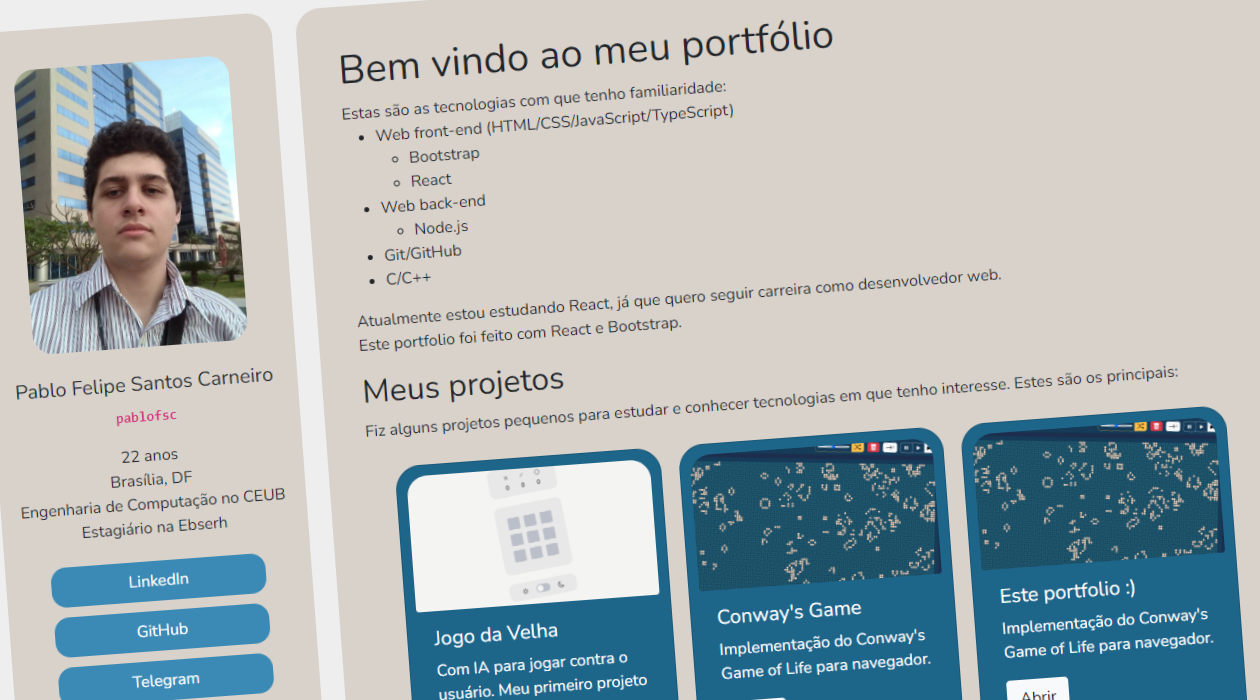 Pablo Felipe Santos Carneiro
pablofsc
22 anos
Brasília, DF
Engenharia de Computação no CEUB
Estagiário na Ebserh
LinkedIn
GitHub
Telegram
Bem vindo ao meu portfólio
Estas são as tecnologias com que tenho familiaridade:
Web front-end (HTML/CSS/JavaScript/TypeScript)
Bootstrap
React
Web back-end
Node.js
Git/GitHub
C/C++
Atualmente estou estudando React, já que quero seguir carreira como desenvolvedor web.
Este portfolio foi feito com React e Bootstrap.
Meus projetos
Fiz alguns projetos pequenos para estudar e conhecer tecnologias em que tenho interesse. Estes são os principais:
Jogo da Velha
Com IA para jogar contra o
usuário. Meu primeiro projeto
Conway's Game
Implementação do Conway's
Game of Life para navegador.
Este portfolio :)
Implementação do Conway's
Game of Life para navegador.
Abrir